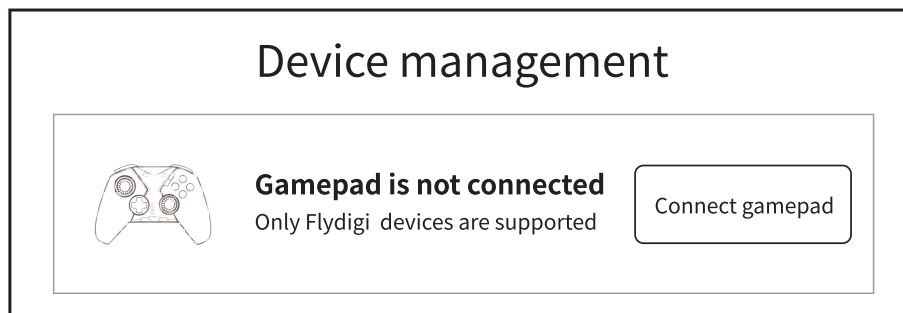 Device management
Gamepad is not connected
Only Flydigi  devices are supported
Connect gamepad